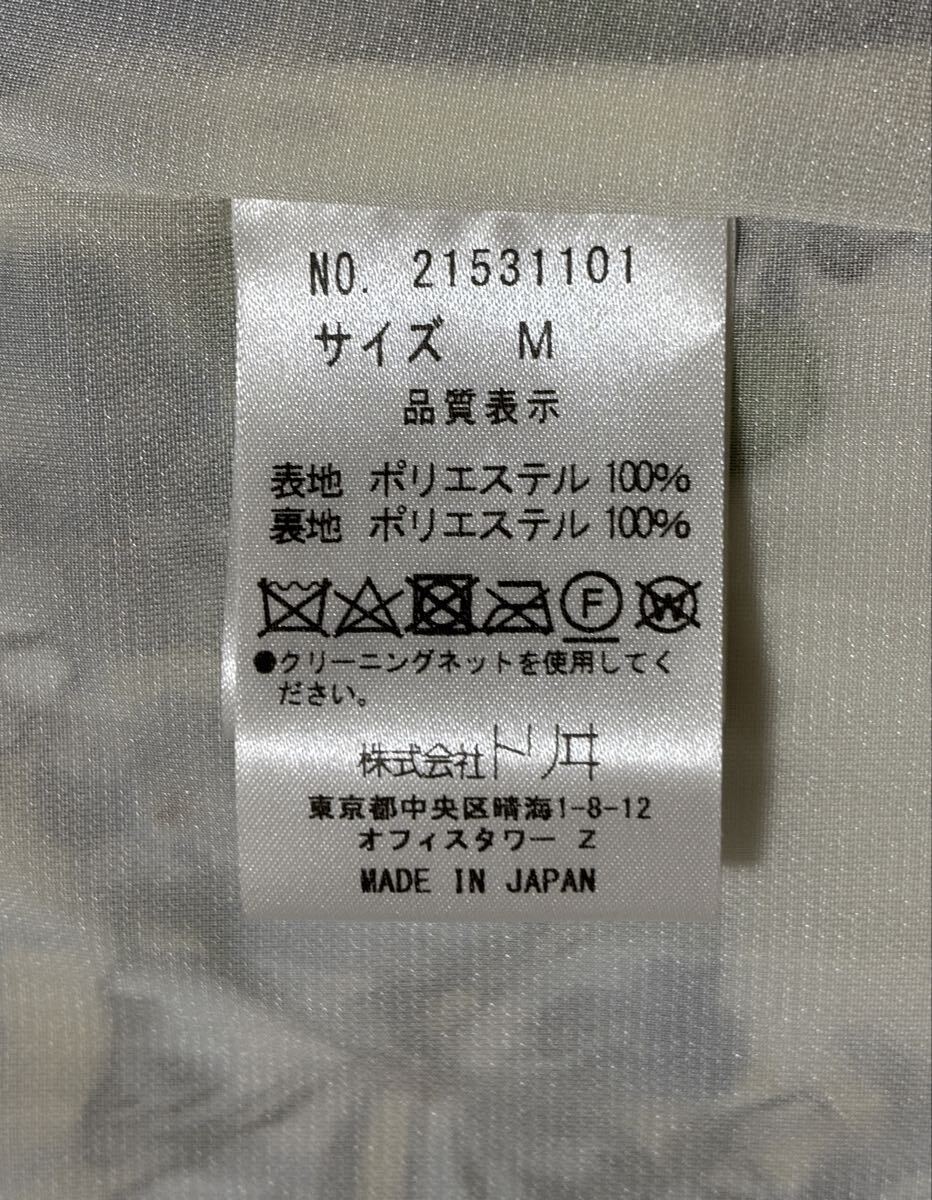 NO. 21531101
サイズ M
品質表示
表地 ポリエステル 100%
裏地 ポリエステル 100%
F W
●クリーニングネットを使用してく
ださい。
株式会社トリヰ
東京都中央区晴海1-8-12
オフィスタワー Z
MADE IN JAPAN